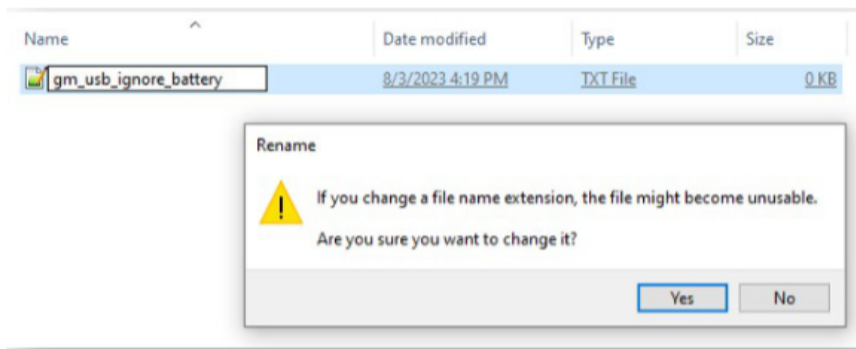 Name Date modified Type Size
gm_usb_ignore_battery 8/3/2023 4:19 PM TXT File 0 KB
Rename
If you change a file name extension, the file might become unusable.
Are you sure you want to change it?
Yes No